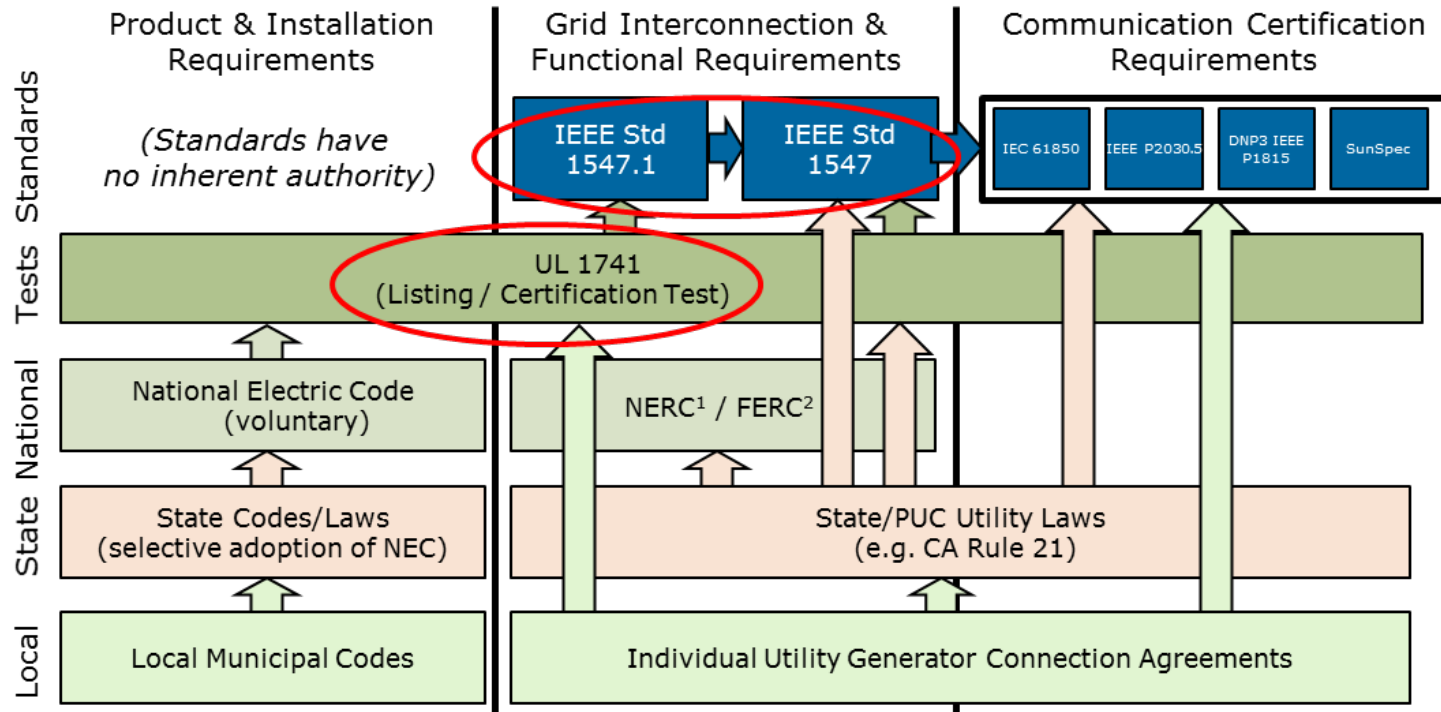 Product & Installation
Requirements
Grid Interconnection &
Functional Requirements
Communication Certification
Requirements
Standards
(Standards have
no inherent authority)
IEEE Std
1547.1
IEEE Std
1547
IEC 61850
IEEE P2030.5
DNP3 IEEE
P1815
SunSpec
Tests
UL 1741
(Listing / Certification Test)
National
National Electric Code
(voluntary)
NERC¹ / FERC²
State
State Codes/Laws
(selective adoption of NEC)
State/PUC Utility Laws
(e.g. CA Rule 21)
Local
Local Municipal Codes
Individual Utility Generator Connection Agreements